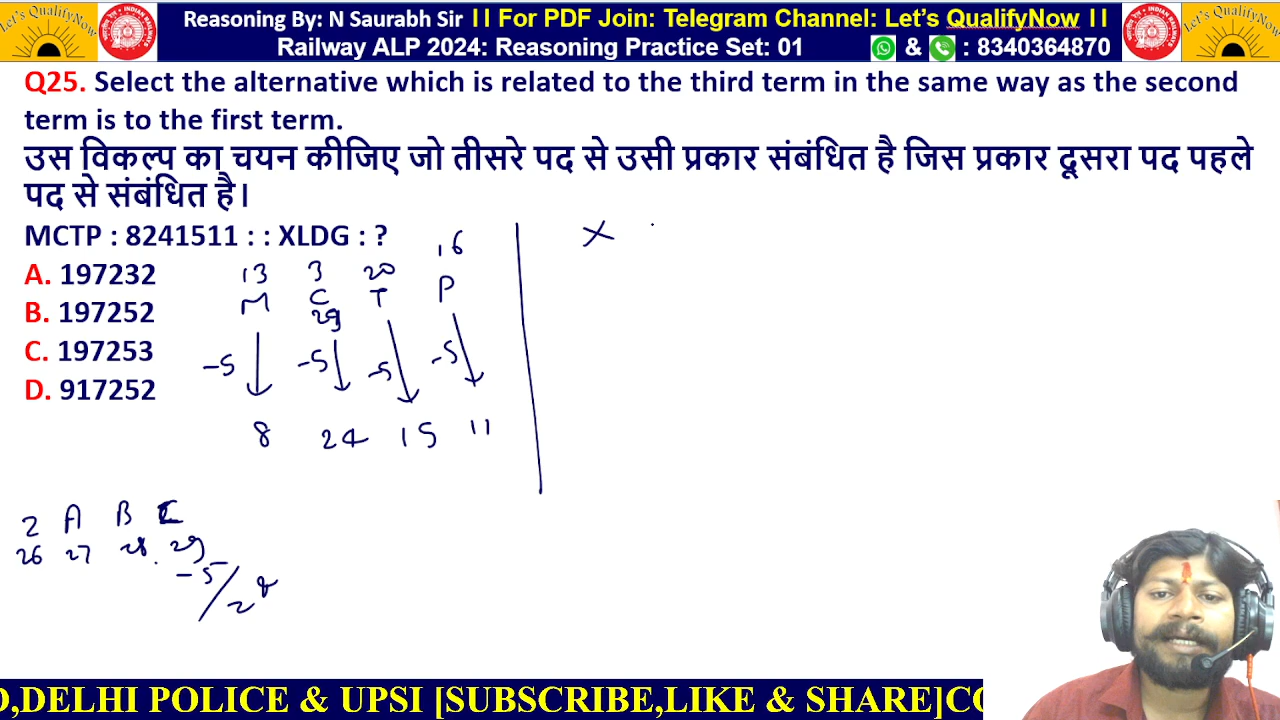 Reasoning By: N Saurabh Sir II For PDF Join: Telegram Channel: Let's QualifyNow II
Railway ALP 2024: Reasoning Practice Set: 01 & : 8340364870
Q25. Select the alternative which is related to the third term in the same way as the second
term is to the first term.
उस विकल्प का चयन कीजिए जो तीसरे पद से उसी प्रकार संबंधित है जिस प्रकार दूसरा पद पहले
पद से संबंधित है।
MCTP : 8241511 : : XLDG : ?
A. 197232
B. 197252
C. 197253
D. 917252
13 3 20 16
M C T P
29
-5 -5 -5 -5
8 24 15 11
X
Z A B C
26 27 28 29
-5
D,DELHI POLICE & UPSI [SUBSCRIBE,LIKE & SHARE]